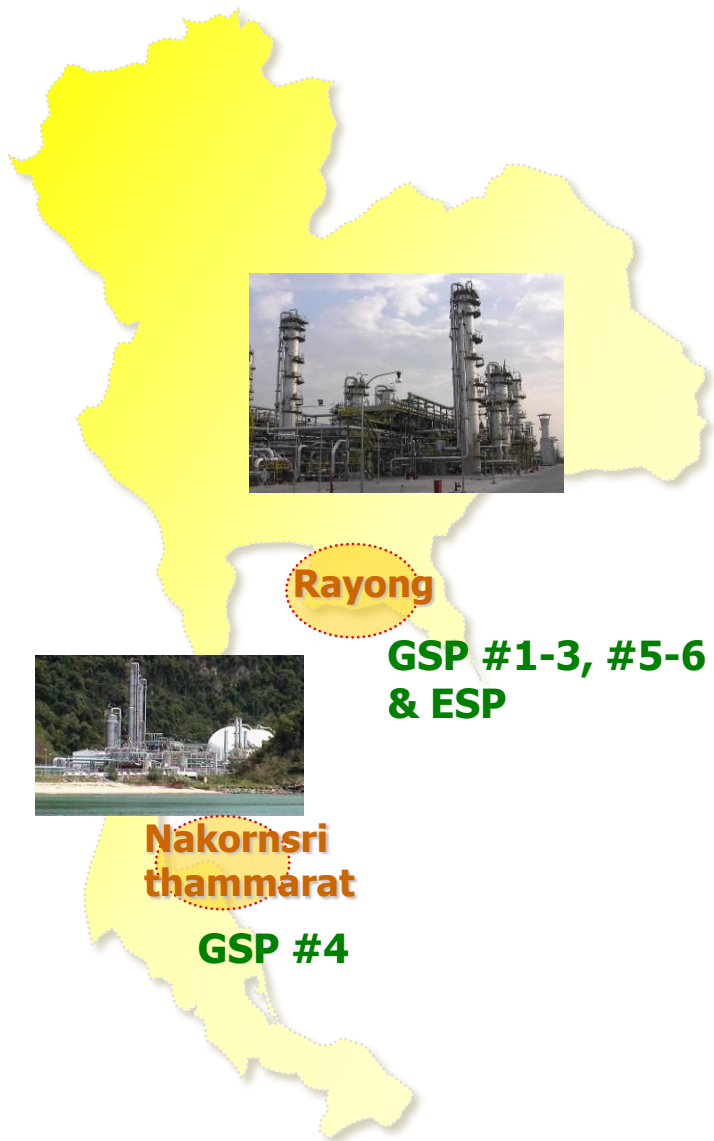 Rayong
GSP #1-3, #5-6
& ESP
Nakornsri
thammarat
GSP #4